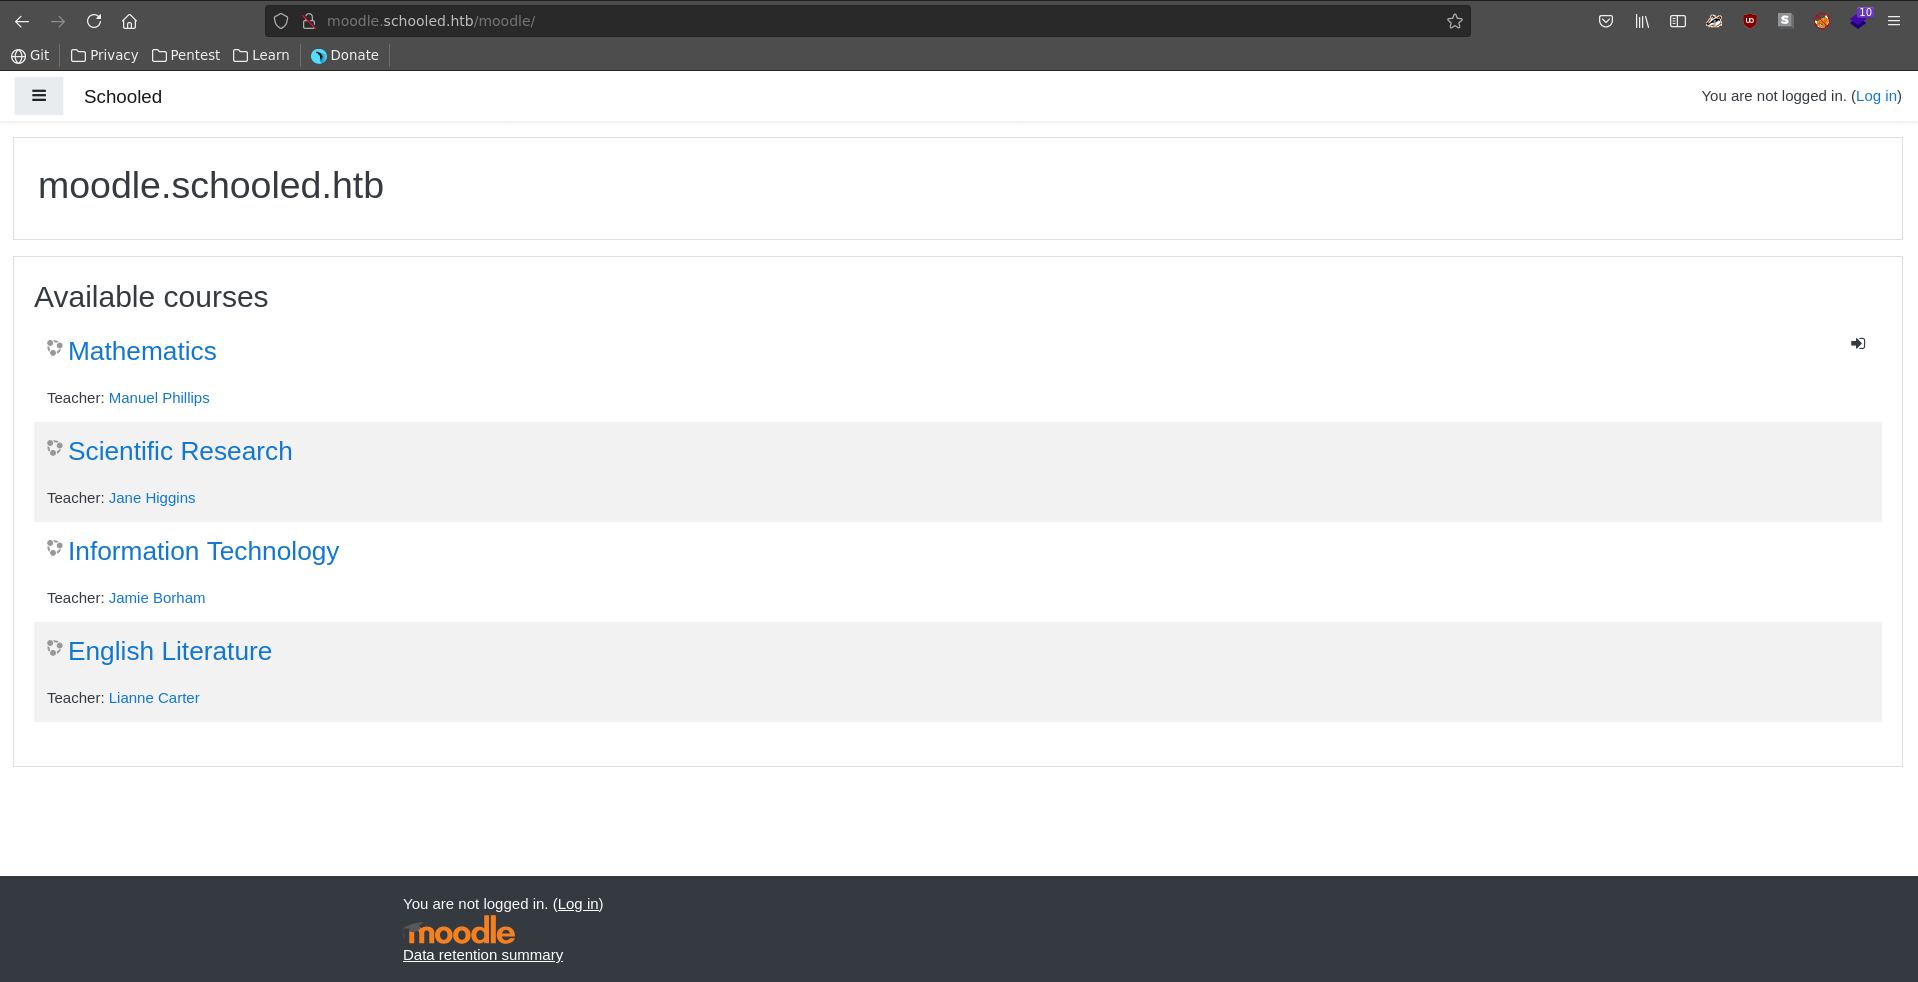 moodle.schooled.htb/moodle/
10
Git Privacy Pentest Learn Donate
Schooled
You are not logged in. (Log in)
moodle.schooled.htb
Available courses
Mathematics
Teacher: Manuel Phillips
Scientific Research
Teacher: Jane Higgins
Information Technology
Teacher: Jamie Borham
English Literature
Teacher: Lianne Carter
You are not logged in. (Log in)
moodle
Data retention summary